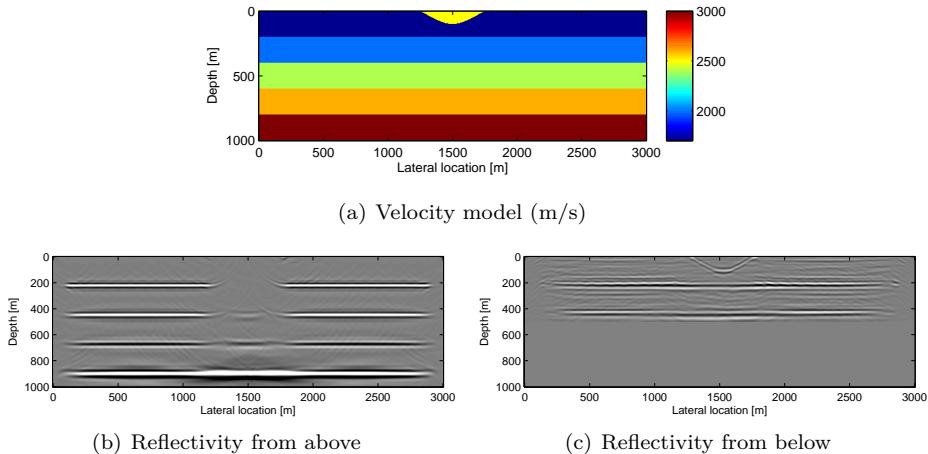 0
500
1000
Depth [m]
0 500 1000 1500 2000 2500 3000
Lateral location [m]
3000
2500
2000
(a) Velocity model (m/s)
0
200
400
600
800
1000
Depth [m]
0 500 1000 1500 2000 2500 3000
Lateral location [m]
(b) Reflectivity from above
0
200
400
600
800
1000
Depth [m]
0 500 1000 1500 2000 2500 3000
Lateral location [m]
(c) Reflectivity from below